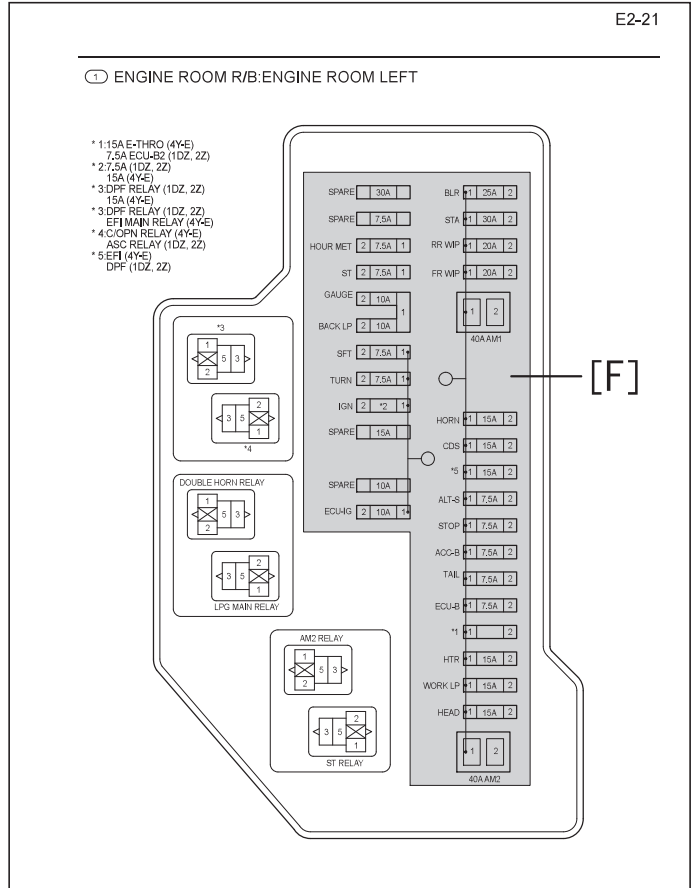 E2-21
1 ENGINE ROOM R/B:ENGINE ROOM LEFT
* 1:15A E-THRO (4Y-E)
7.5A ECU-B2 (1DZ, 2Z)
* 2:7.5A (1DZ, 2Z)
15A (4Y-E)
* 3:DPF RELAY (1DZ, 2Z)
15A (4Y-E)
* 3:DPF RELAY (1DZ, 2Z)
EFI MAIN RELAY (4Y-E)
* 4:C/OPN RELAY (4Y-E)
ASC RELAY (1DZ, 2Z)
* 5:EFI (4Y-E)
DPF (1DZ, 2Z)
*3
1
5 3
2
2
3 5
1
*4
DOUBLE HORN RELAY
1
5 3
2
2
3 5
1
LPG MAIN RELAY
AM2 RELAY
1
5 3
2
2
3 5
1
ST RELAY
SPARE 30A
SPARE 7.5A
HOUR MET 2 7.5A 1
ST 2 7.5A 1
GAUGE 2 10A
1
BACK LP 2 10A
SFT 2 7.5A 1
TURN 2 7.5A 1
IGN 2 *2 1
SPARE 15A
SPARE 10A
ECU-IG 2 10A 1
BLR 1 25A 2
STA 1 30A 2
RR WIP 1 20A 2
FR WIP 1 20A 2
1 2
40A AM1
[F]
HORN 1 15A 2
CDS 1 15A 2
*5 1 15A 2
ALT-S 1 7.5A 2
STOP 1 7.5A 2
ACC-B 1 7.5A 2
TAIL 1 7.5A 2
ECU-B 1 7.5A 2
*1 1 2
HTR 1 15A 2
WORK LP 1 15A 2
HEAD 1 15A 2
1 2
40A AM2